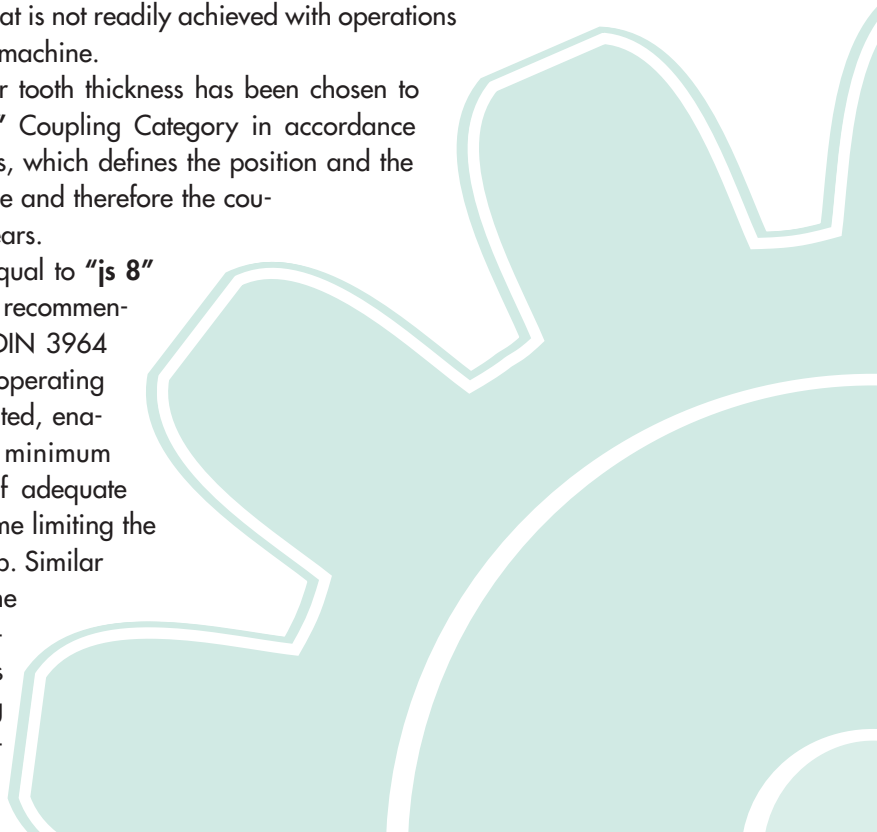 at is not readily achieved with operations
machine.
r tooth thickness has been chosen to
” Coupling Category in accordance
s, which defines the position and the
e and therefore the cou-
ears.
qual to “js 8”
recommen-
DIN 3964
operating
ted, ena-
minimum
f adequate
me limiting the
p. Similar
ne
-
s
g
-